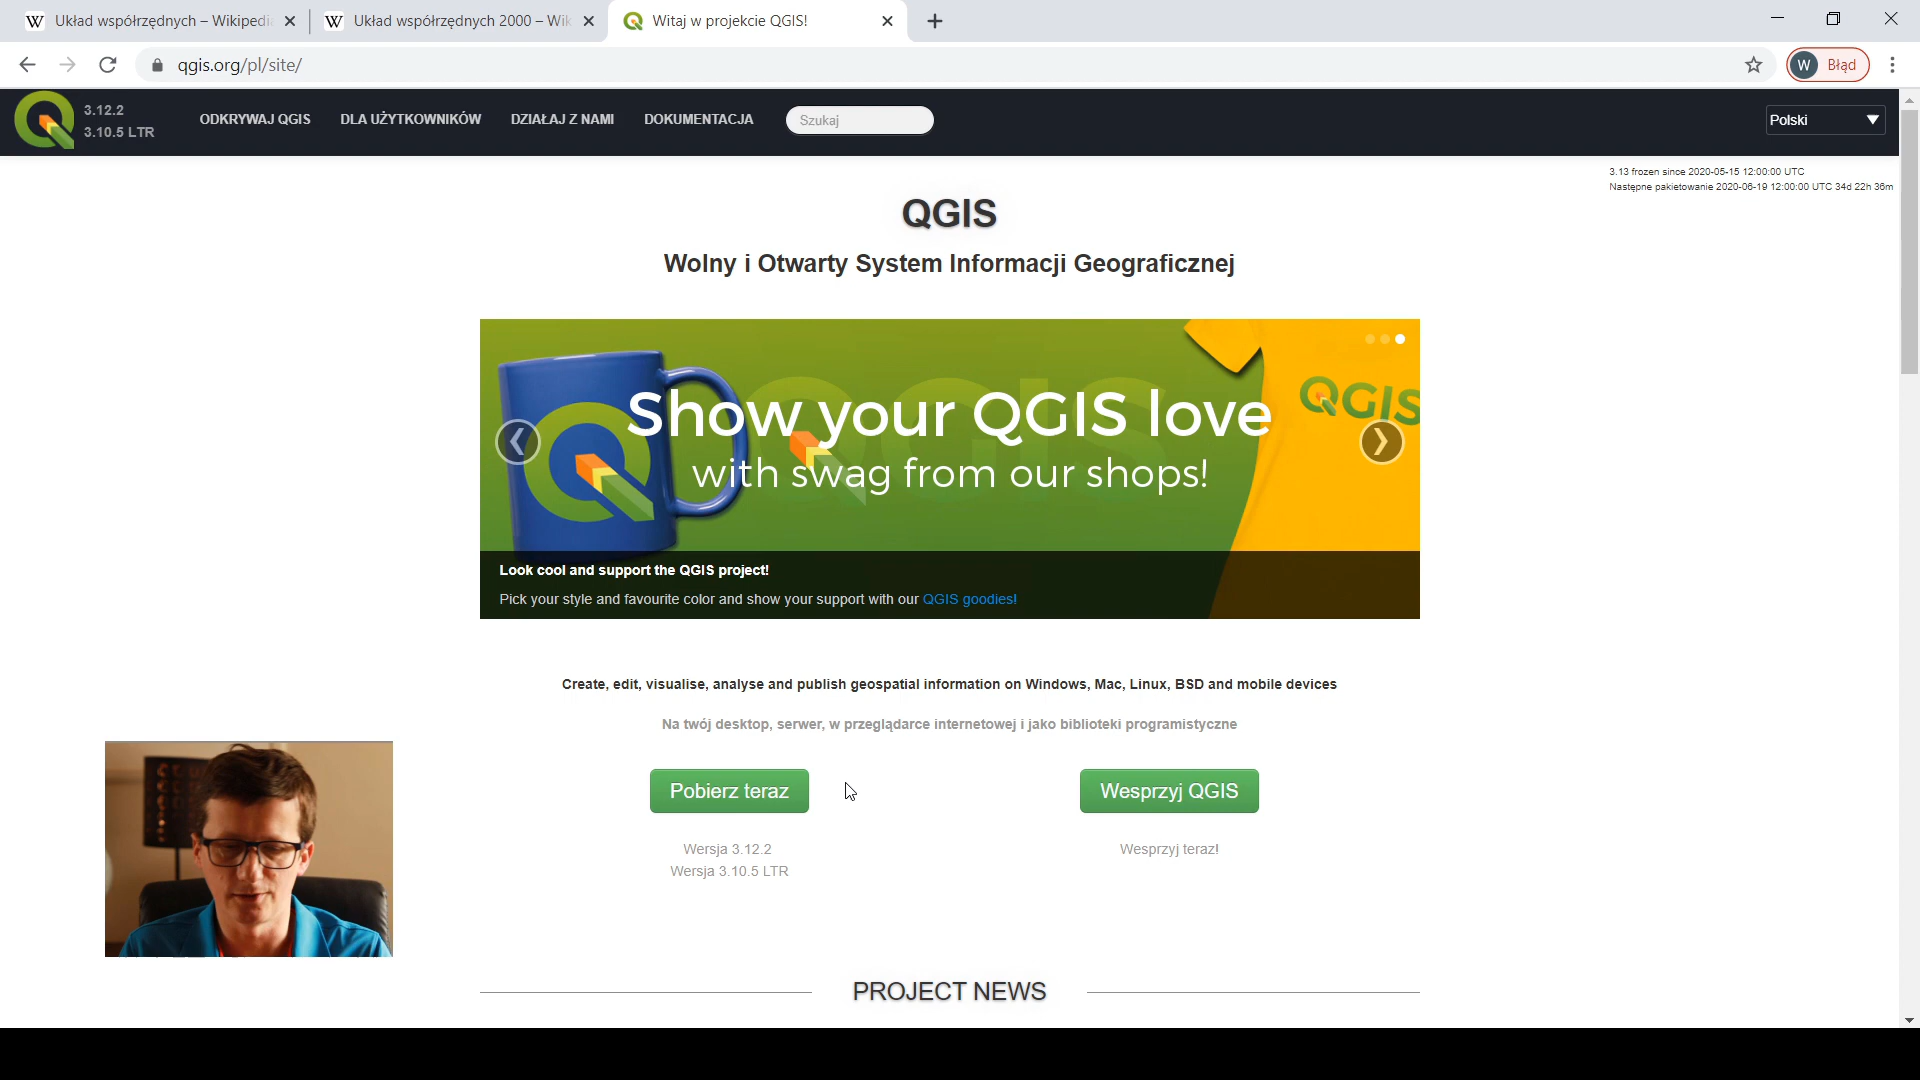 W Układ współrzędnych – Wikipedi
W Układ współrzędnych 2000 – Wik
Witaj w projekcie QGIS!
qgis.org/pl/site/
W Błąd
3.12.2
3.10.5 LTR
ODKRYWAJ QGIS
DLA UŻYTKOWNIKÓW
DZIAŁAJ Z NAMI
DOKUMENTACJA
Szukaj
Polski
3.13 frozen since 2020-05-15 12:00:00 UTC
Następne pakietowanie 2020-06-19 12:00:00 UTC 34d 22h 36m
QGIS
Wolny i Otwarty System Informacji Geograficznej
QGIS
Show your QGIS love
with swag from our shops!
Look cool and support the QGIS project!
Pick your style and favourite color and show your support with our QGIS goodies!
Create, edit, visualise, analyse and publish geospatial information on Windows, Mac, Linux, BSD and mobile devices
Na twój desktop, serwer, w przeglądarce internetowej i jako biblioteki programistyczne
Pobierz teraz
Wesprzyj QGIS
Wersja 3.12.2
Wersja 3.10.5 LTR
Wesprzyj teraz!
PROJECT NEWS